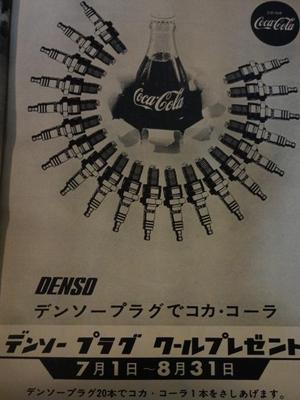 Coca-Cola
Coca-Cola
DENSO
デンソープラグでコカ・コーラ
デンソー プラグ クールプレゼント
7月1日〜8月31日
デンソープラグ20本でコカ・コーラ1本をさしあげます。